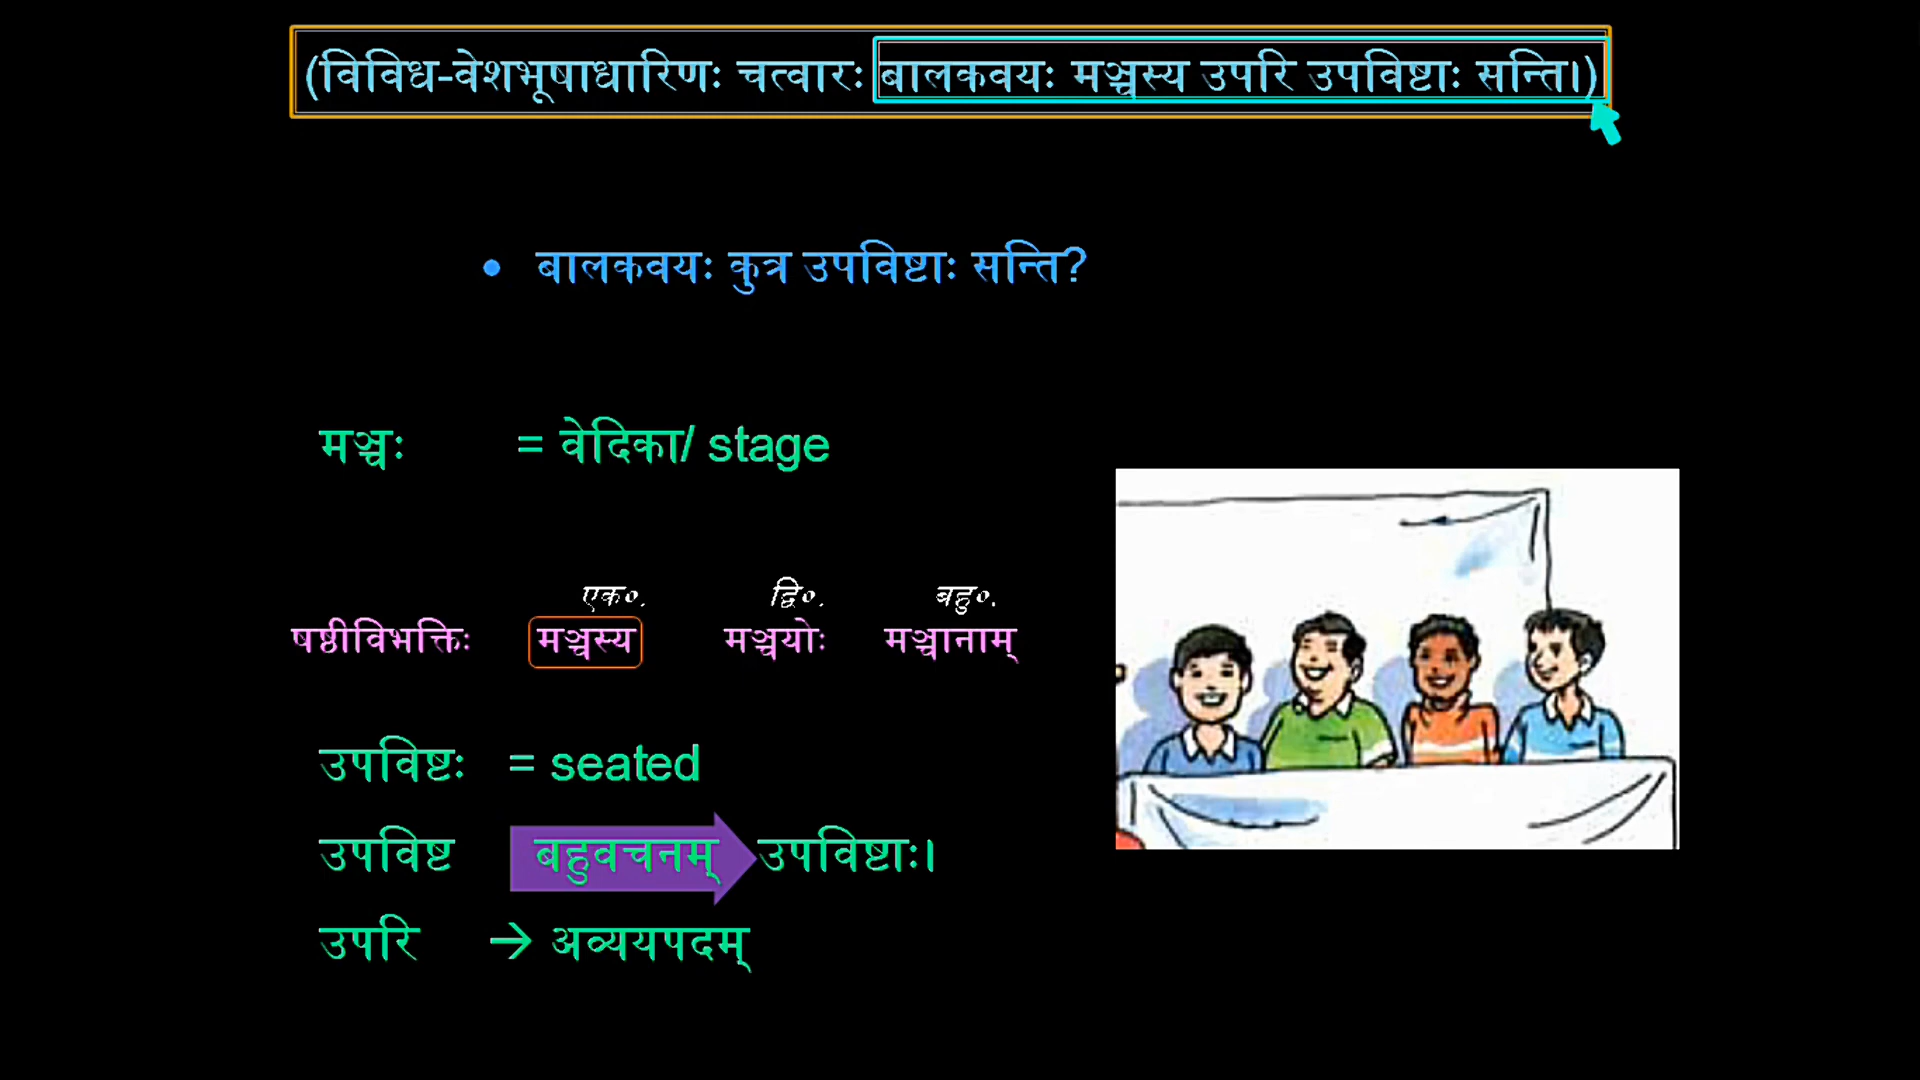 (विविध-वेशभूषाधारिणः चत्वारः बालकवयः मञ्चस्य उपरि उपविष्टाः सन्ति।)
• बालकवयः कुत्र उपविष्टाः सन्ति?
मञ्चः = वेदिका/ stage
एक०. द्वि०. बहु०.
षष्ठीविभक्तिः मञ्चस्य मञ्चयोः मञ्चानाम्
उपविष्टः = seated
उपविष्ट बहुवचनम् उपविष्टाः।
उपरि → अव्ययपदम्